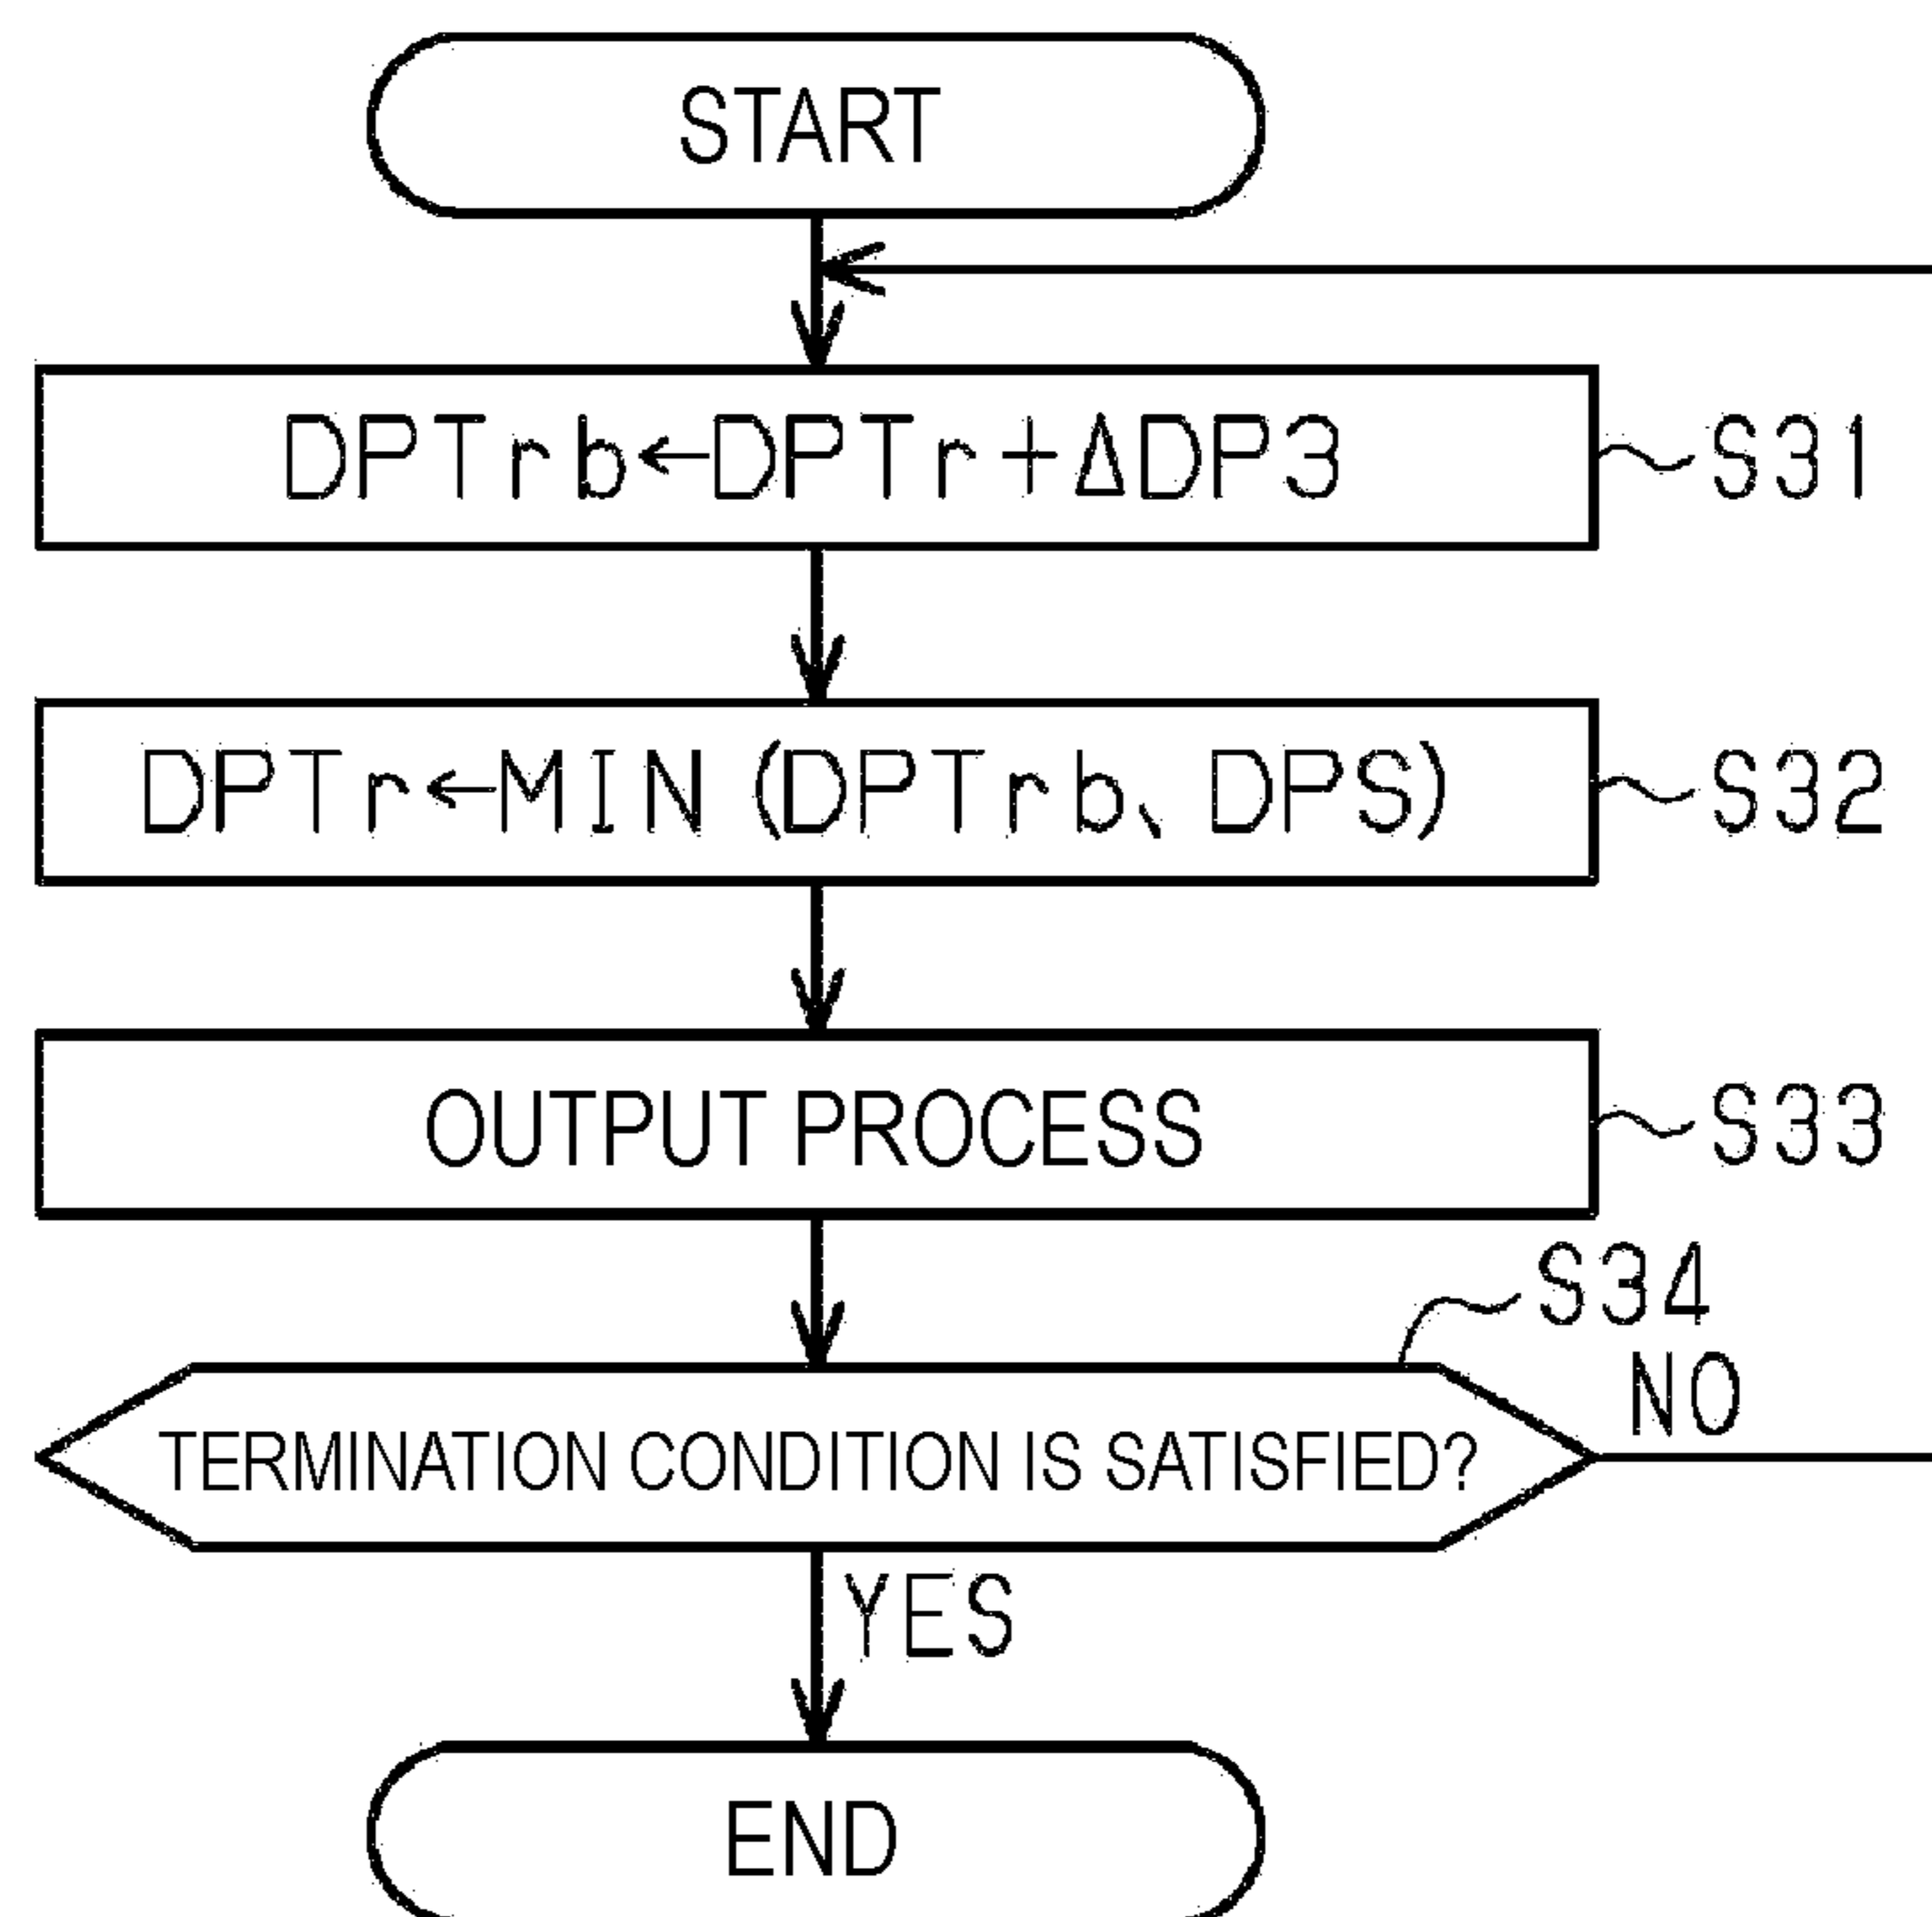 START
DPTrb←DPTr+ΔDP3
S31
DPTr←MIN (DPTrb、DPS)
S32
OUTPUT PROCESS
S33
S34
TERMINATION CONDITION IS SATISFIED?
NO
YES
END